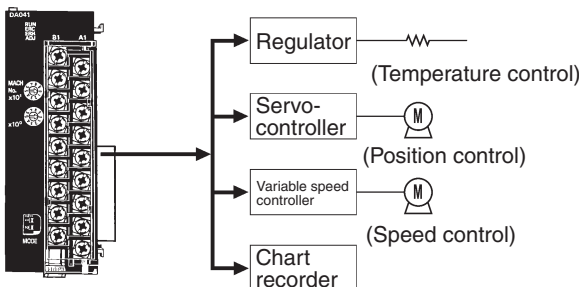 DA041
RUN
ERC
ERH
ADJ
B1 A1
MACH
No.
x10¹
x10⁰
MODE
Regulator
(Temperature control)
Servo-
controller
M
(Position control)
Variable speed
controller
M
(Speed control)
Chart
recorder